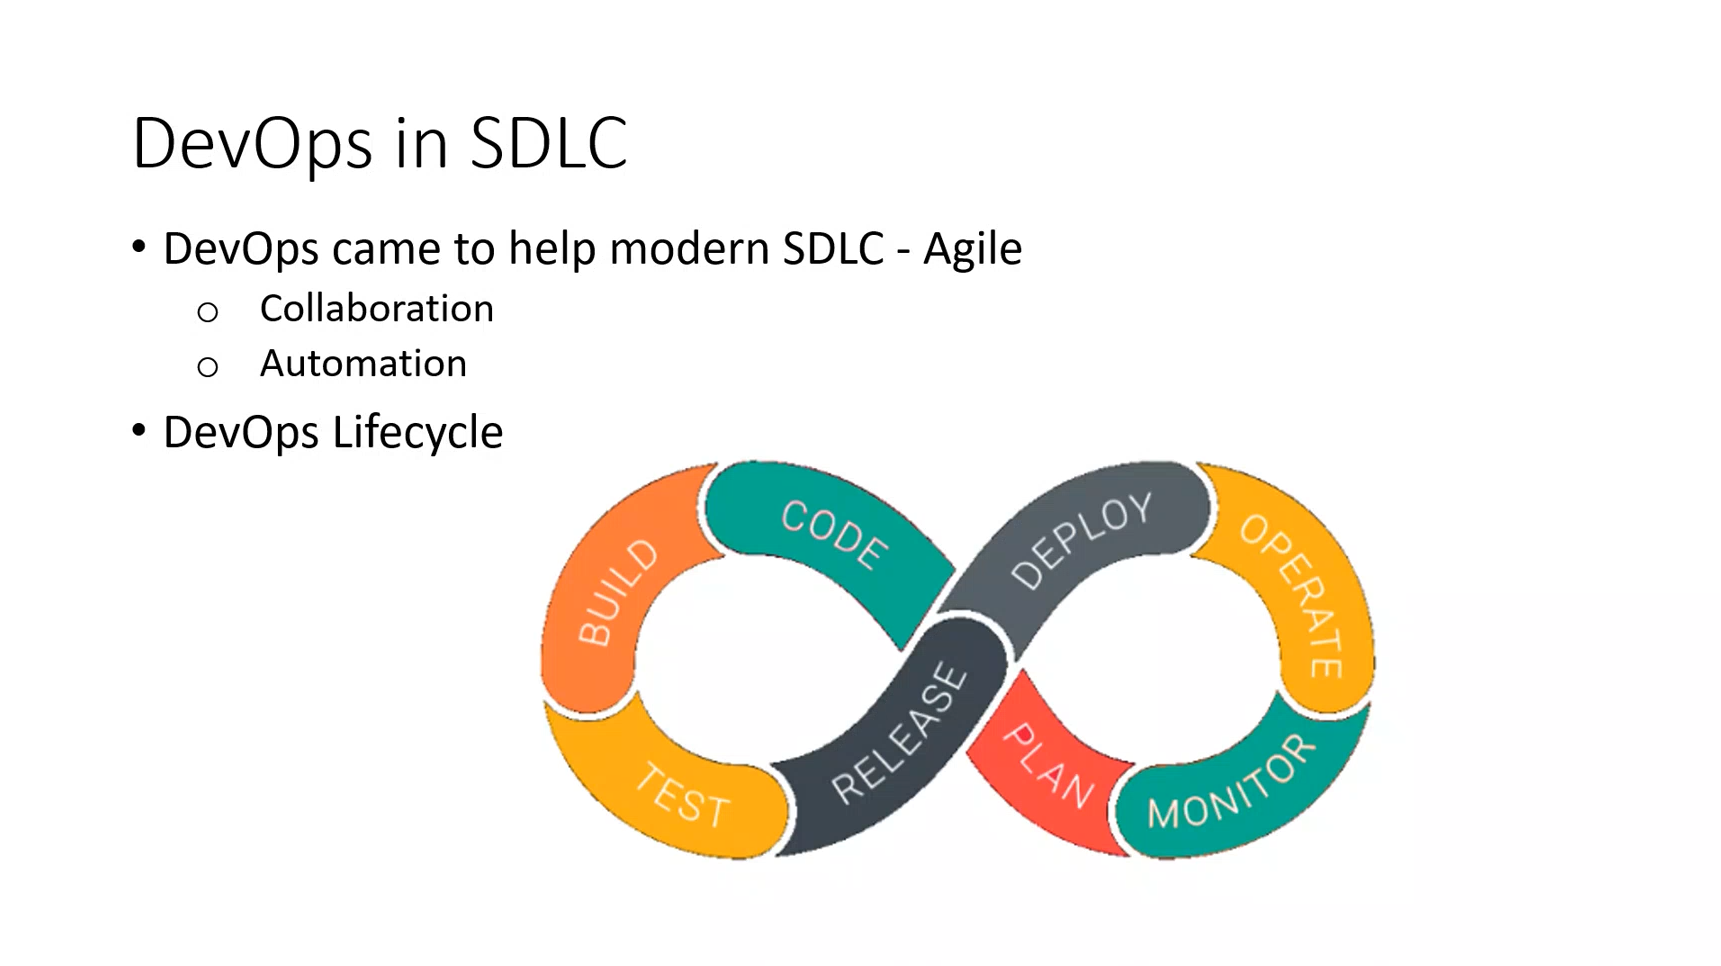 DevOps in SDLC
• DevOps came to help modern SDLC - Agile
o Collaboration
o Automation
• DevOps Lifecycle
CODE
DEPLOY
OPERATE
BUILD
RELEASE
PLAN
MONITOR
TEST